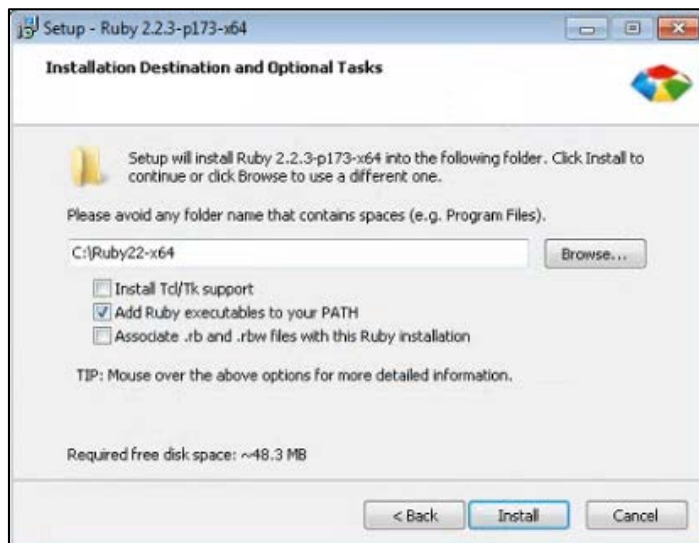 Setup - Ruby 2.2.3-p173-x64
Installation Destination and Optional Tasks
Setup will install Ruby 2.2.3-p173-x64 into the following folder. Click Install to
continue or click Browse to use a different one.
Please avoid any folder name that contains spaces (e.g. Program Files).
C:\Ruby22-x64
Browse...
Install Tcl/Tk support
Add Ruby executables to your PATH
Associate .rb and .rbw files with this Ruby installation
TIP: Mouse over the above options for more detailed information.
Required free disk space: ~48.3 MB
< Back
Install
Cancel